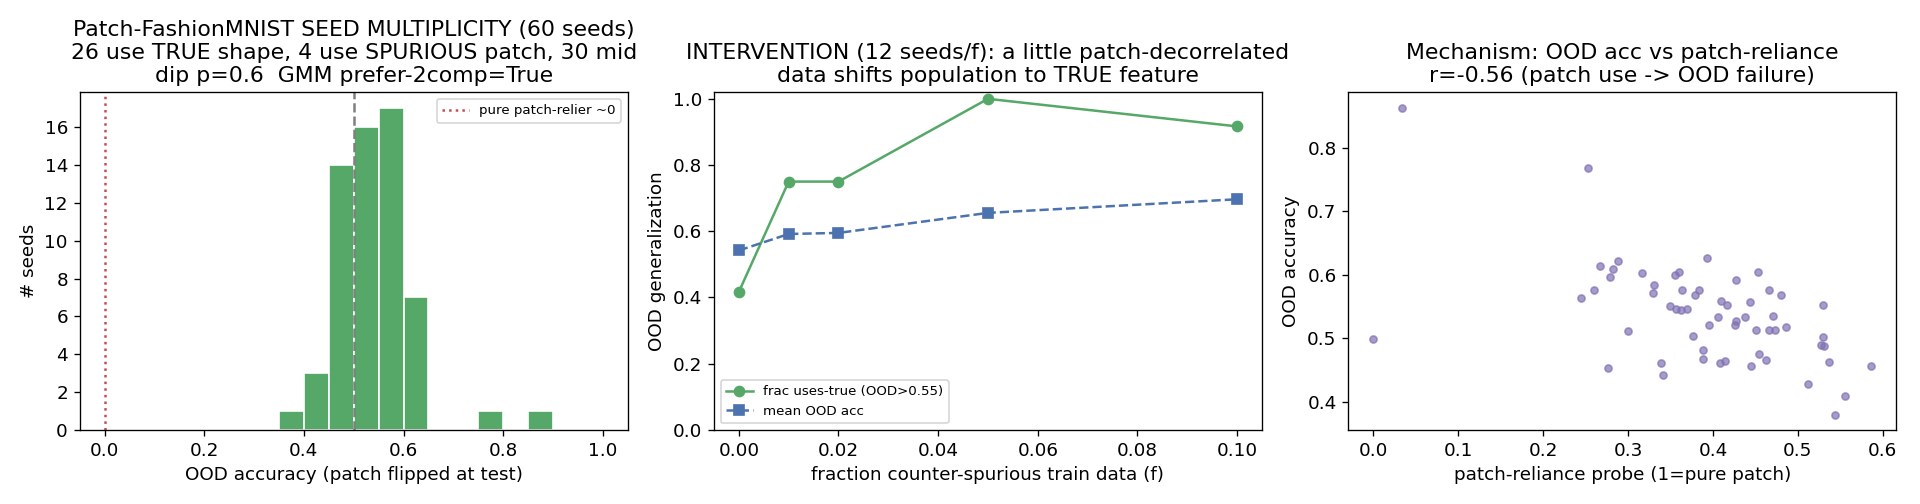 Patch-FashionMNIST SEED MULTIPLICITY (60 seeds)
26 use TRUE shape, 4 use SPURIOUS patch, 30 mid
dip p=0.6  GMM prefer-2comp=True
pure patch-relier ~0
# seeds
16
14
12
10
8
6
4
2
0
0.0 0.2 0.4 0.6 0.8 1.0
OOD accuracy (patch flipped at test)
INTERVENTION (12 seeds/f): a little patch-decorrelated
data shifts population to TRUE feature
OOD generalization
1.0
0.8
0.6
0.4
0.2
0.0
frac uses-true (OOD>0.55)
mean OOD acc
0.00 0.02 0.04 0.06 0.08 0.10
fraction counter-spurious train data (f)
Mechanism: OOD acc vs patch-reliance
r=-0.56 (patch use -> OOD failure)
OOD accuracy
0.8
0.7
0.6
0.5
0.4
0.0 0.1 0.2 0.3 0.4 0.5 0.6
patch-reliance probe (1=pure patch)